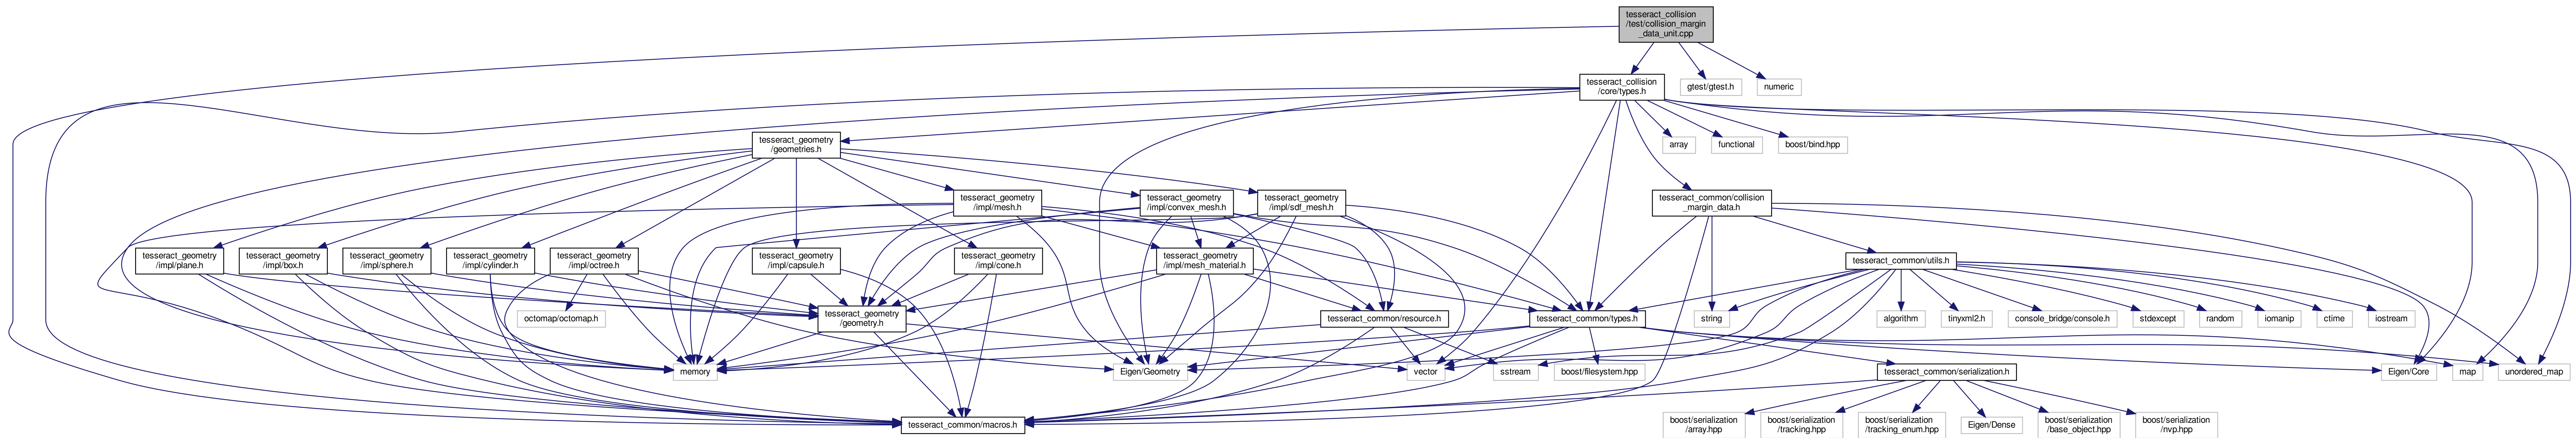 tesseract_collision
/test/collision_margin
_data_unit.cpp
tesseract_collision
/core/types.h
gtest/gtest.h
numeric
tesseract_geometry
/geometries.h
array
functional
boost/bind.hpp
tesseract_geometry
/impl/mesh.h
tesseract_geometry
/impl/convex_mesh.h
tesseract_geometry
/impl/sdf_mesh.h
tesseract_common/collision
_margin_data.h
tesseract_geometry
/impl/plane.h
tesseract_geometry
/impl/box.h
tesseract_geometry
/impl/sphere.h
tesseract_geometry
/impl/cylinder.h
tesseract_geometry
/impl/octree.h
tesseract_geometry
/impl/capsule.h
tesseract_geometry
/impl/cone.h
tesseract_geometry
/impl/mesh_material.h
tesseract_common/utils.h
octomap/octomap.h
tesseract_geometry
/geometry.h
tesseract_common/resource.h
tesseract_common/types.h
string
algorithm
tinyxml2.h
console_bridge/console.h
stdexcept
random
iomanip
ctime
iostream
memory
Eigen/Geometry
vector
sstream
boost/filesystem.hpp
tesseract_common/serialization.h
Eigen/Core
map
unordered_map
tesseract_common/macros.h
boost/serialization
/array.hpp
boost/serialization
/tracking.hpp
boost/serialization
/tracking_enum.hpp
Eigen/Dense
boost/serialization
/base_object.hpp
boost/serialization
/nvp.hpp